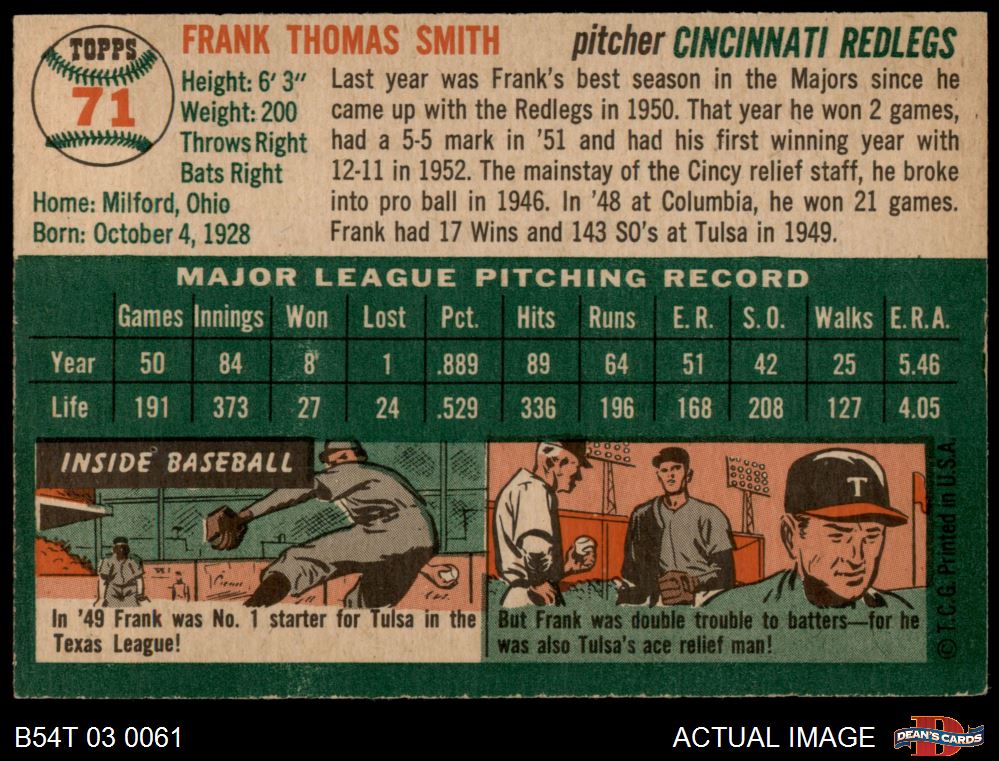 TOPPS
71
FRANK THOMAS SMITH pitcher CINCINNATI REDLEGS
Height: 6' 3"
Weight: 200
Throws Right
Bats Right
Home: Milford, Ohio
Born: October 4, 1928
Last year was Frank's best season in the Majors since he
came up with the Redlegs in 1950. That year he won 2 games,
had a 5-5 mark in '51 and had his first winning year with
12-11 in 1952. The mainstay of the Cincy relief staff, he broke
into pro ball in 1946. In '48 at Columbia, he won 21 games.
Frank had 17 Wins and 143 SO's at Tulsa in 1949.
MAJOR LEAGUE PITCHING RECORD
Games Innings Won Lost Pct. Hits Runs E. R. S. O. Walks E. R. A.
Year 50 84 8 1 .889 89 64 51 42 25 5.46
Life 191 373 27 24 .529 336 196 168 208 127 4.05
INSIDE BASEBALL
In '49 Frank was No. 1 starter for Tulsa in the
Texas League!
T
But Frank was double trouble to batters—for he
was also Tulsa's ace relief man!
© T. C. G. Printed in U.S.A.
B54T 03 0061
ACTUAL IMAGE
DEAN'S CARDS